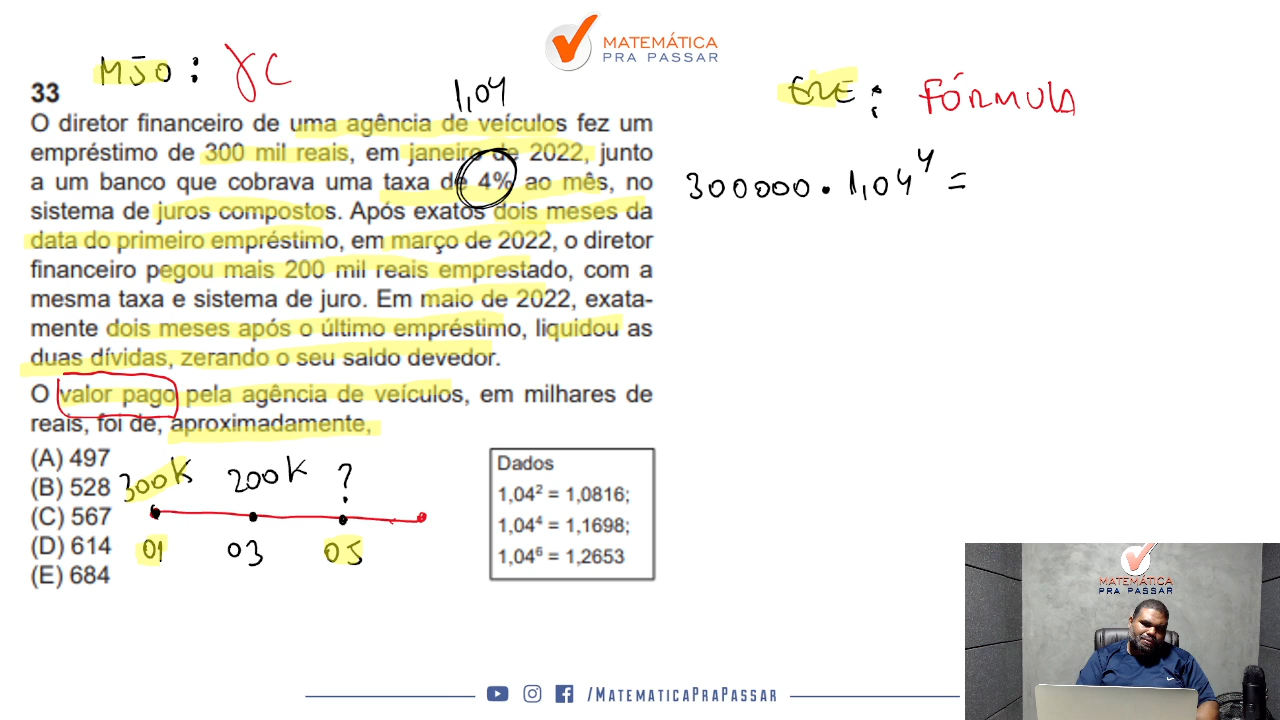 MATEMÁTICA
PRA PASSAR
MJO : JC
ERE : FÓRMULA
1,04
33
O diretor financeiro de uma agência de veículos fez um
empréstimo de 300 mil reais, em janeiro de 2022, junto
a um banco que cobrava uma taxa de 4% ao mês, no
sistema de juros compostos. Após exatos dois meses da
data do primeiro empréstimo, em março de 2022, o diretor
financeiro pegou mais 200 mil reais emprestado, com a
mesma taxa e sistema de juro. Em maio de 2022, exata-
mente dois meses após o último empréstimo, liquidou as
duas dívidas, zerando o seu saldo devedor.
O valor pago pela agência de veículos, em milhares de
reais, foi de, aproximadamente,
(A) 497
(B) 528
(C) 567
(D) 614
(E) 684
300K 200K ?
01 03 05
Dados
1,04² = 1,0816;
1,04⁴ = 1,1698;
1,04⁶ = 1,2653
300000 . 1,04⁴ =
MATEMÁTICA
PRA PASSAR
/MATEMATICAPRAPASSAR